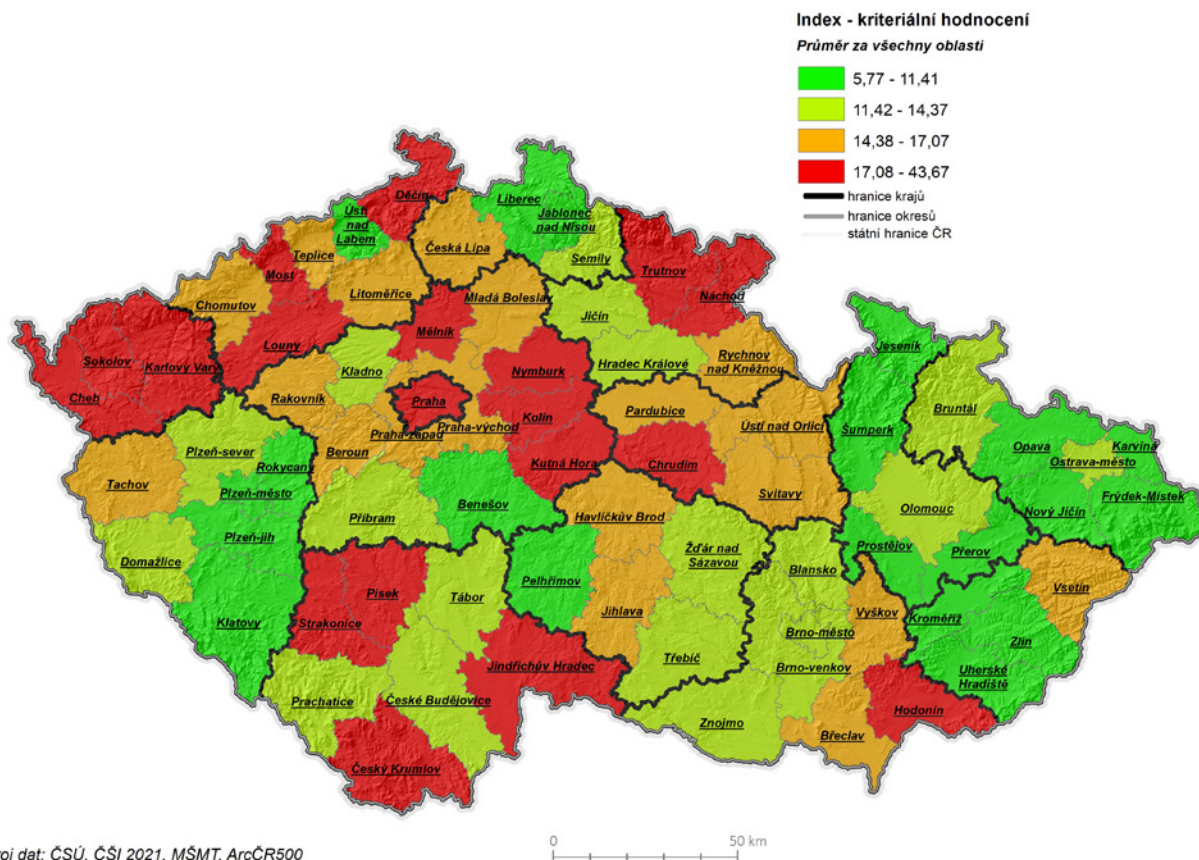 Index - kriteriální hodnocení
Průměr za všechny oblasti
5,77 - 11,41
11,42 - 14,37
14,38 - 17,07
17,08 - 43,67
hranice krajů
hranice okresů
státní hranice ČR
Děčín
Ústí
nad
Labem
Liberec
Jablonec
nad Nisou
Teplice
Česká Lípa
Semily
Most
Trutnov
Chomutov
Litoměřice
Mladá Boleslav
Náchod
Jeseník
Jičín
Mělník
Louny
Sokolov
Karlovy Vary
Kladno
Hradec Králové
Rychnov
nad Kněžnou
Nymburk
Cheb
Rakovník
Praha
Bruntál
Pardubice
Kolín
Ústí nad Orlicí
Šumperk
Praha-východ
Praha-západ
Opava
Karviná
Plzeň-sever
Beroun
Ostrava-město
Rokycany
Kutná Hora
Chrudim
Tachov
Plzeň-město
Svitavy
Frýdek-Místek
Benešov
Olomouc
Nový Jičín
Příbram
Havlíčkův Brod
Plzeň-jih
Prostějov
Přerov
Žďár nad
Sázavou
Domažlice
Blansko
Pelhřimov
Vsetín
Písek
Tábor
Jihlava
Vyškov
Klatovy
Strakonice
Kroměříž
Brno-město
Zlín
Třebíč
Jindřichův Hradec
Brno-venkov
Uherské
Hradiště
Prachatice
České Budějovice
Hodonín
Znojmo
Břeclav
Český Krumlov
0
50 km
roj dat: ČSÚ, ČŠI 2021, MŠMT, ArcČR500